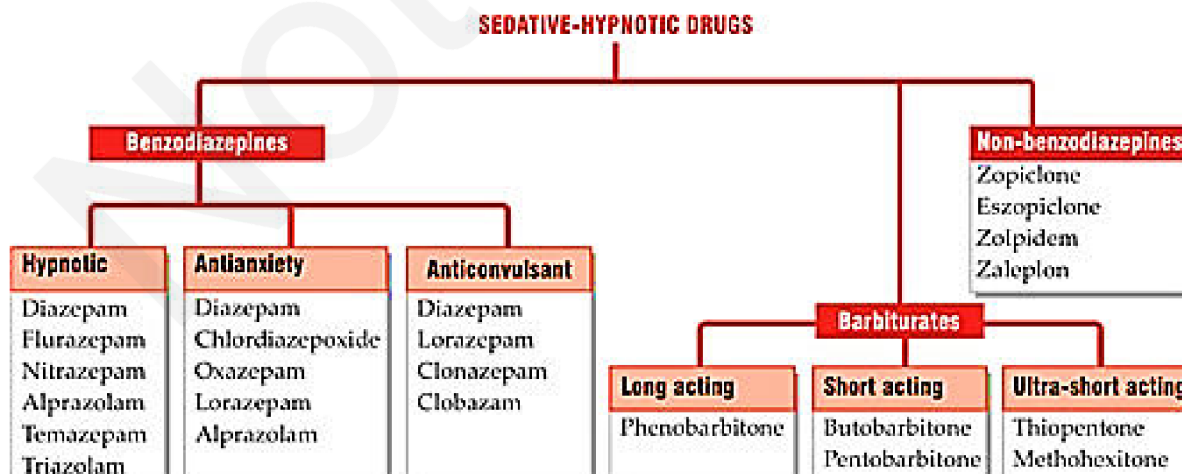 SEDATIVE-HYPNOTIC DRUGS
Benzodiazepines
Non-benzodiazepines
Zopiclone
Eszopiclone
Zolpidem
Zaleplon
Hypnotic
Diazepam
Flurazepam
Nitrazepam
Alprazolam
Temazepam
Triazolam
Antianxiety
Diazepam
Chlordiazepoxide
Oxazepam
Lorazepam
Alprazolam
Anticonvulsant
Diazepam
Lorazepam
Clonazepam
Clobazam
Barbiturates
Long acting
Phenobarbitone
Short acting
Butobarbitone
Pentobarbitone
Ultra-short acting
Thiopentone
Methohexitone